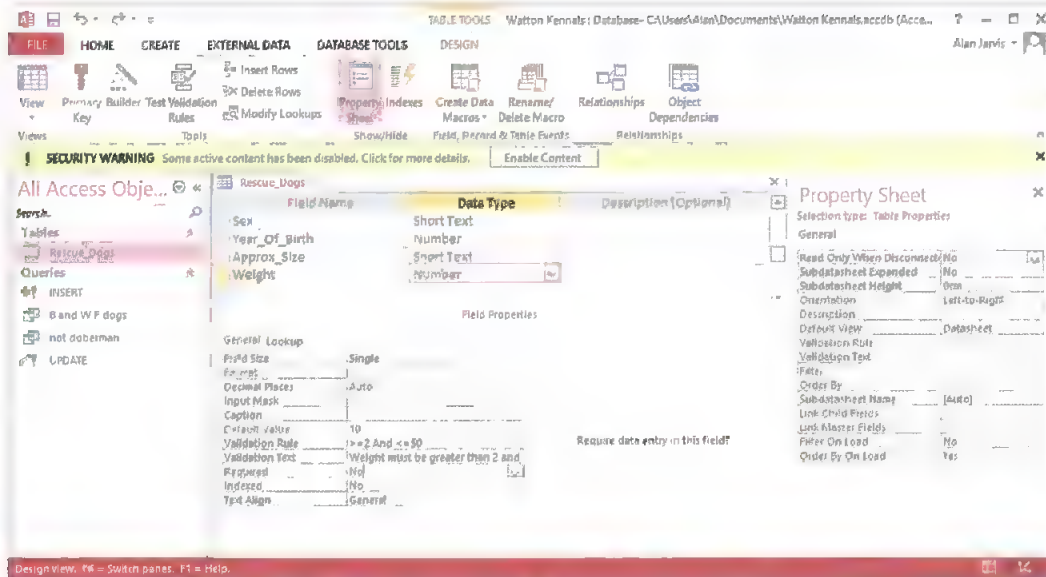 TABLE TOOLS Watton Kennals : Database- C:\Users\Alan\Documents\Watton Kennals.accdb (Acce... ?
FILE HOME CREATE EXTERNAL DATA DATABASE TOOLS DESIGN Alan Jarvis
View Primary Key Builder Test Validation Rules
Insert Rows
Delete Rows
Modify Lookups
Property Sheet Indexes Create Data Macros Rename/ Delete Macro Relationships Object Dependencies
Views Tools Show/Hide Field, Record & Table Events Relationships
! SECURITY WARNING Some active content has been disabled. Click for more details. Enable Content
All Access Obje... «
Search..
Tables
Rescue_Dogs
Queries
INSERT
B and W F dogs
not doberman
UPDATE
Rescue_Dogs
Field Name Data Type Description (Optional)
Sex Short Text
Year_Of_Birth Number
Approx_Size Short Text
Weight Number
Field Properties
General Lookup
Field Size Single
Format
Decimal Places Auto
Input Mask
Caption
Default Value 10
Validation Rule >=2 And <=50
Validation Text Weight must be greater than 2 and
Required No
Indexed No
Text Align General
Require data entry in this field?
Property Sheet
Selection type: Table Properties
General
Read Only When Disconnect No
Subdatasheet Expanded No
Subdatasheet Height 0cm
Orientation Left-to-Right
Description
Default View Datasheet
Validation Rule
Validation Text
Filter
Order By
Subdatasheet Name [Auto]
Link Child Fields
Link Master Fields
Filter On Load No
Order By On Load Yes
Design view. F6 = Switch panes. F1 = Help.